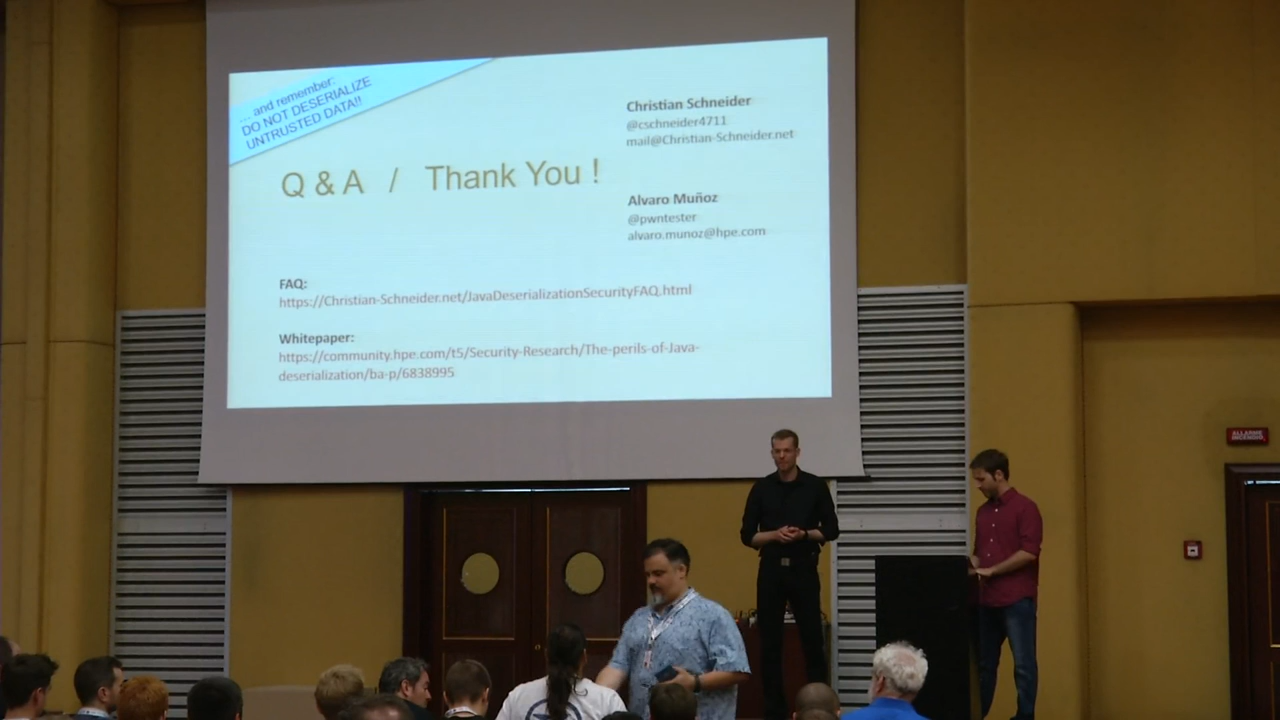 ... and remember:
DO NOT DESERIALIZE
UNTRUSTED DATA!!
Christian Schneider
@cschneider4711
mail@Christian-Schneider.net
Q & A / Thank You !
Alvaro Muñoz
@pwntester
alvaro.munoz@hpe.com
FAQ:
https://Christian-Schneider.net/JavaDeserializationSecurityFAQ.html
Whitepaper:
https://community.hpe.com/t5/Security-Research/The-perils-of-Java-
deserialization/ba-p/6838995
ALLARME
INCENDIO